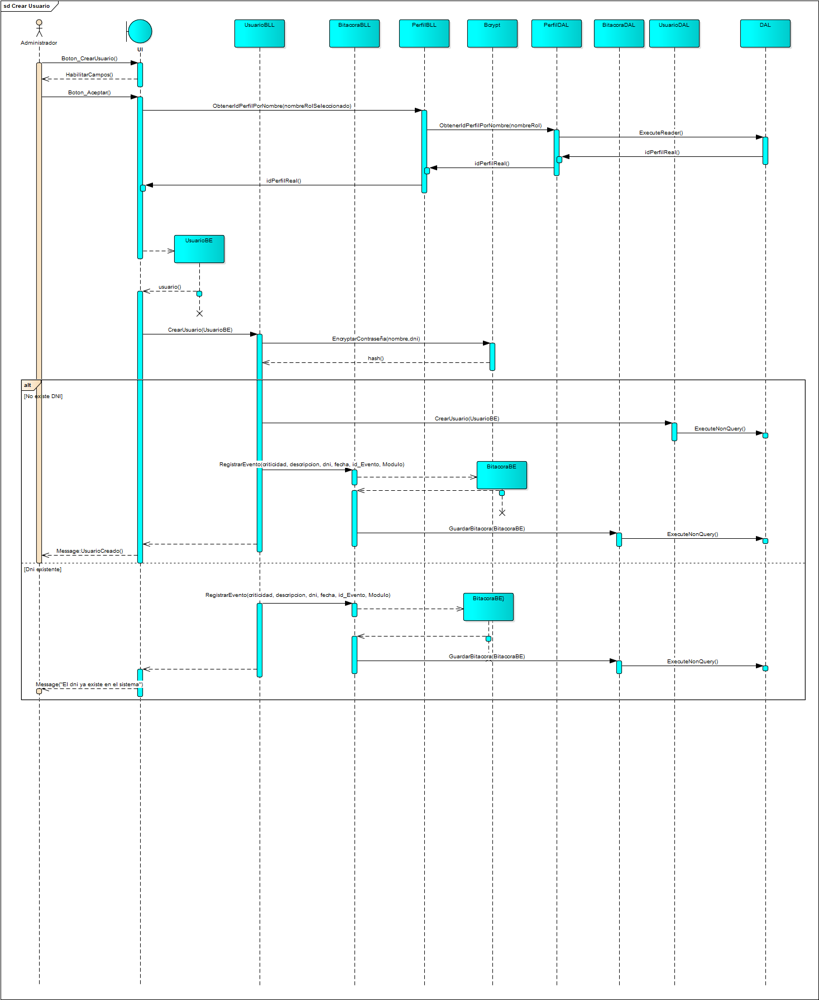 sd Crear Usuario
Administrador
UI
UsuarioBLL
BitacoraBLL
PerfilBLL
Bcrypt
PerfilDAL
BitacoraDAL
UsuarioDAL
DAL
Boton_CrearUsuario()
HabilitarCampos()
Boton_Aceptar()
ObtenerIdPerfilPorNombre(nombreRolSeleccionado)
ObtenerIdPerfilPorNombre(nombreRol)
ExecuteReader()
idPerfilReal()
idPerfilReal()
idPerfilReal()
UsuarioBE
usuario()
CrearUsuario(UsuarioBE)
EncryptarContraseña(nombre,dni)
hash()
alt
[No existe DNI]
CrearUsuario(UsuarioBE)
ExecuteNonQuery()
RegistrarEvento(criticidad, descripcion, dni, fecha, id_Evento, Modulo)
BitacoraBE
GuardarBitacora(BitacoraBE)
ExecuteNonQuery()
Message:UsuarioCreado()
[Dni existente]
RegistrarEvento(criticidad, descripcion, dni, fecha, id_Evento, Modulo)
BitacoraBE}
GuardarBitacora(BitacoraBE)
ExecuteNonQuery()
Message("El dni ya existe en el sistema")